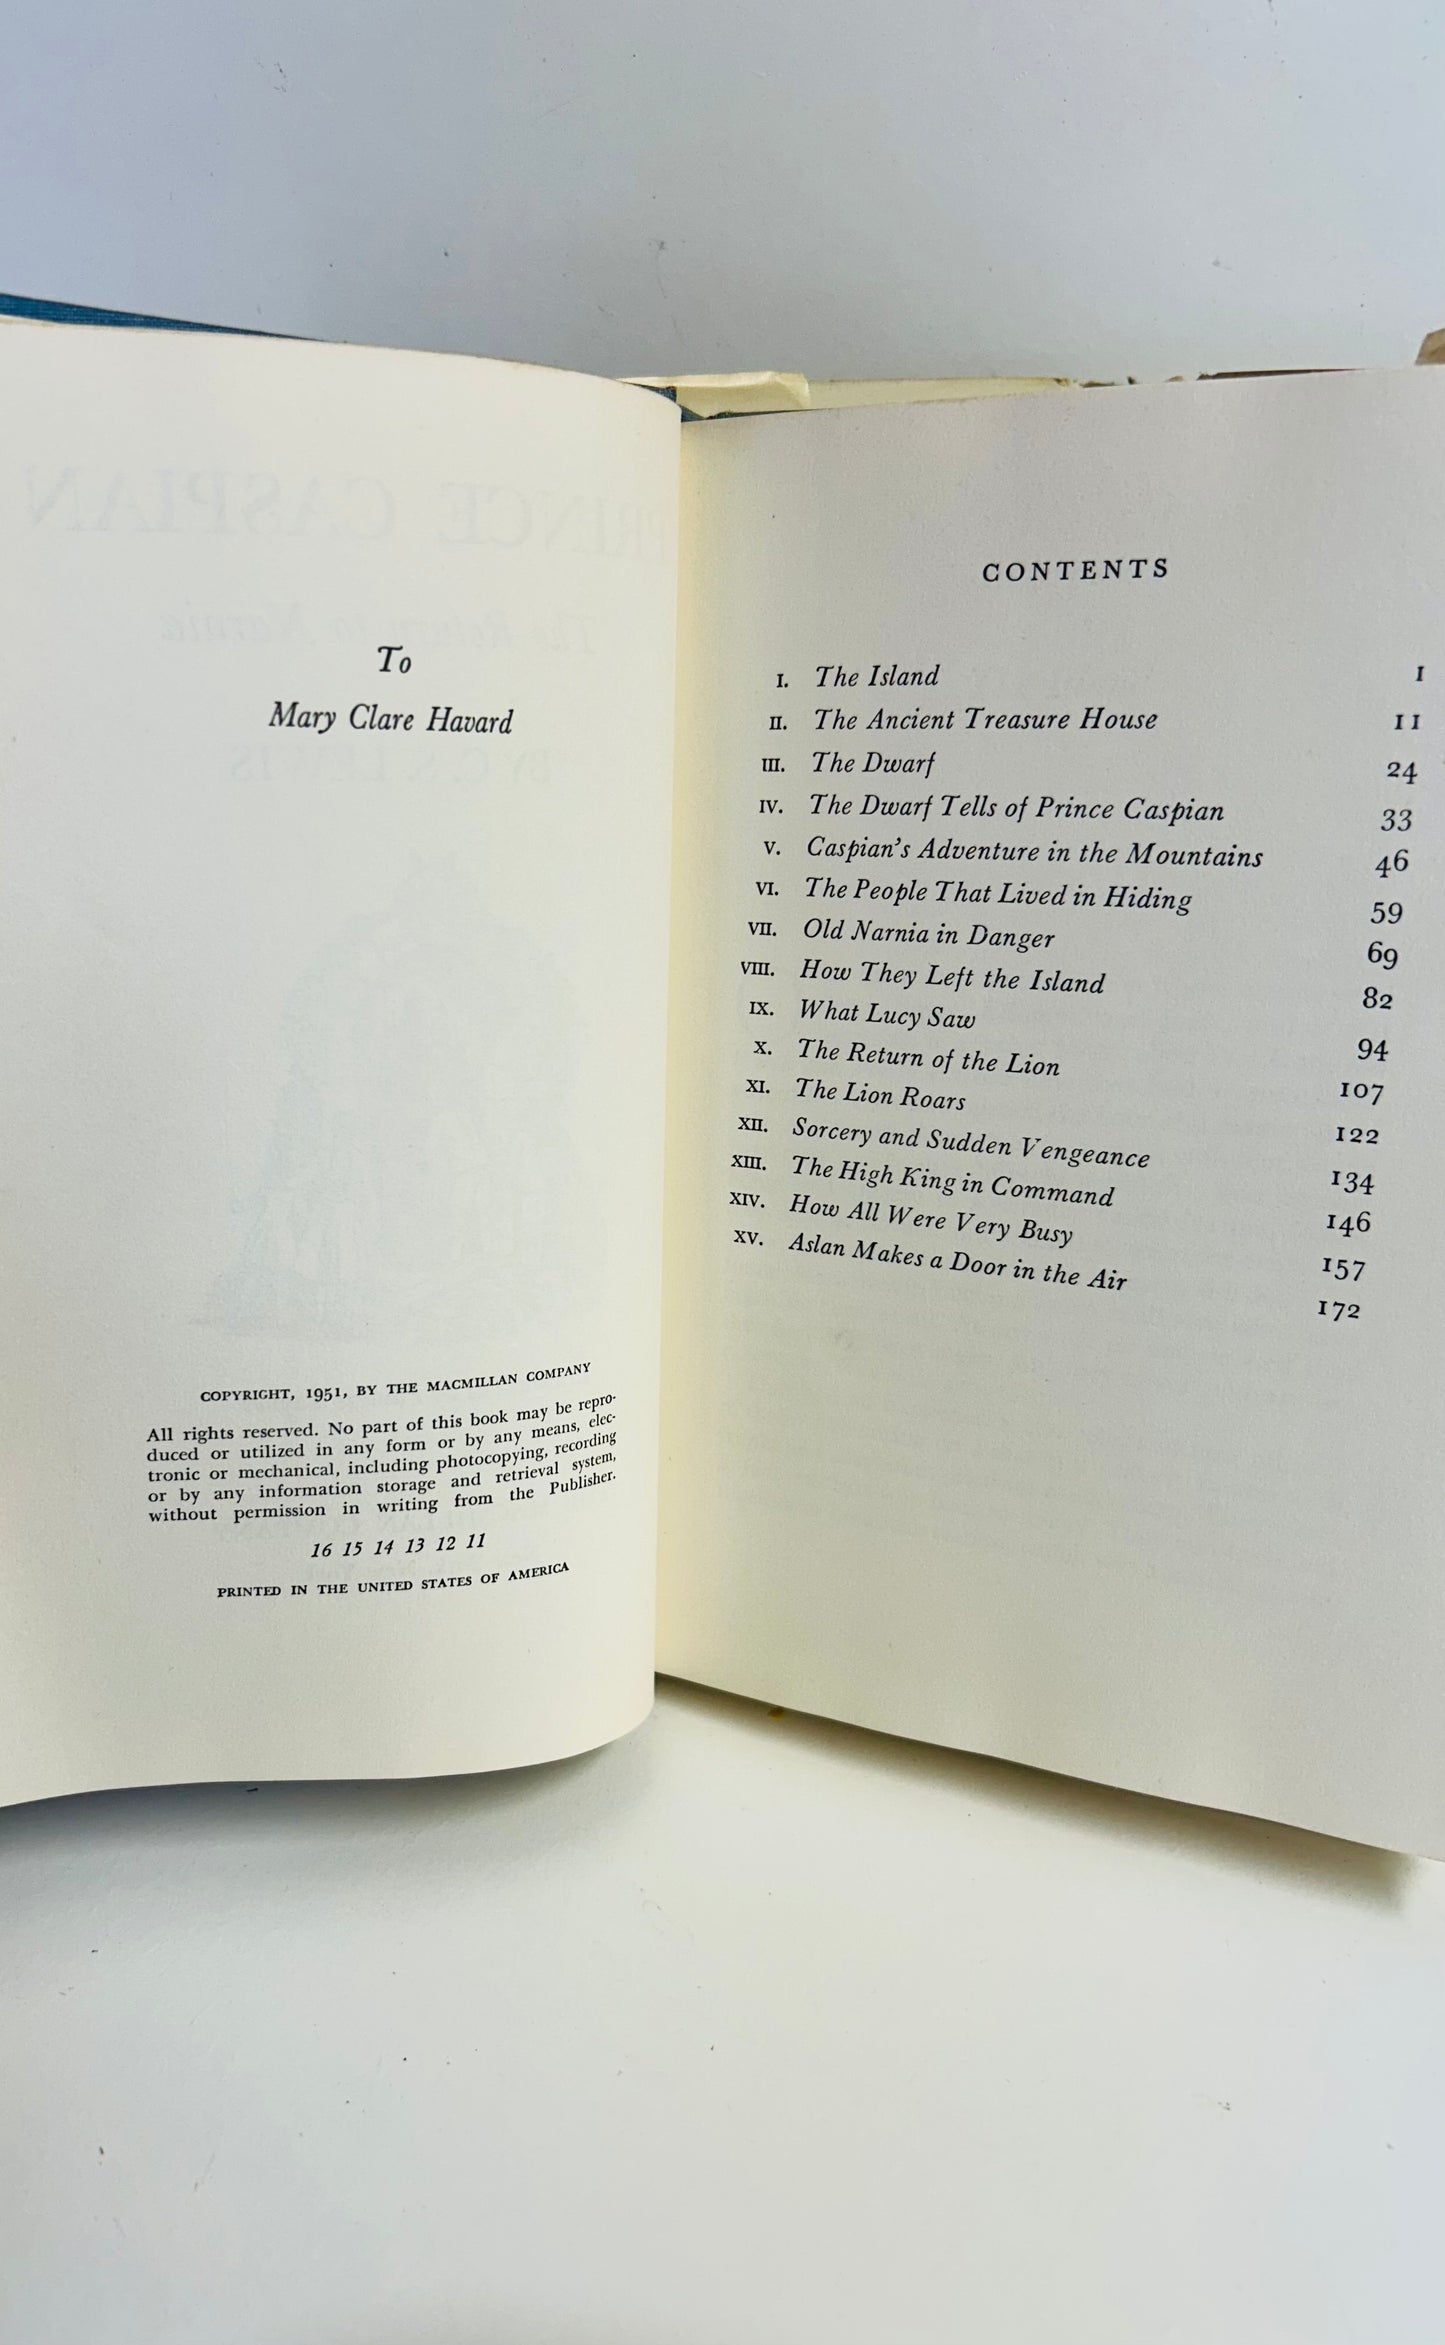 To
Mary Clare Havard
COPYRIGHT, 1951, BY THE MACMILLAN COMPANY
All rights reserved. No part of this book may be repro-
duced or utilized in any form or by any means, elec-
tronic or mechanical, including photocopying, recording
or by any information storage and retrieval system,
without permission in writing from the Publisher.
16 15 14 13 12 11
PRINTED IN THE UNITED STATES OF AMERICA
CONTENTS
I. The Island 1
II. The Ancient Treasure House 11
III. The Dwarf 24
IV. The Dwarf Tells of Prince Caspian 33
V. Caspian's Adventure in the Mountains 46
VI. The People That Lived in Hiding 59
VII. Old Narnia in Danger 69
VIII. How They Left the Island 82
IX. What Lucy Saw 94
X. The Return of the Lion 107
XI. The Lion Roars 122
XII. Sorcery and Sudden Vengeance 134
XIII. The High King in Command 146
XIV. How All Were Very Busy 157
XV. Aslan Makes a Door in the Air 172
PRINCE CASPIAN
The Return to Narnia
BY C. S. LEWIS